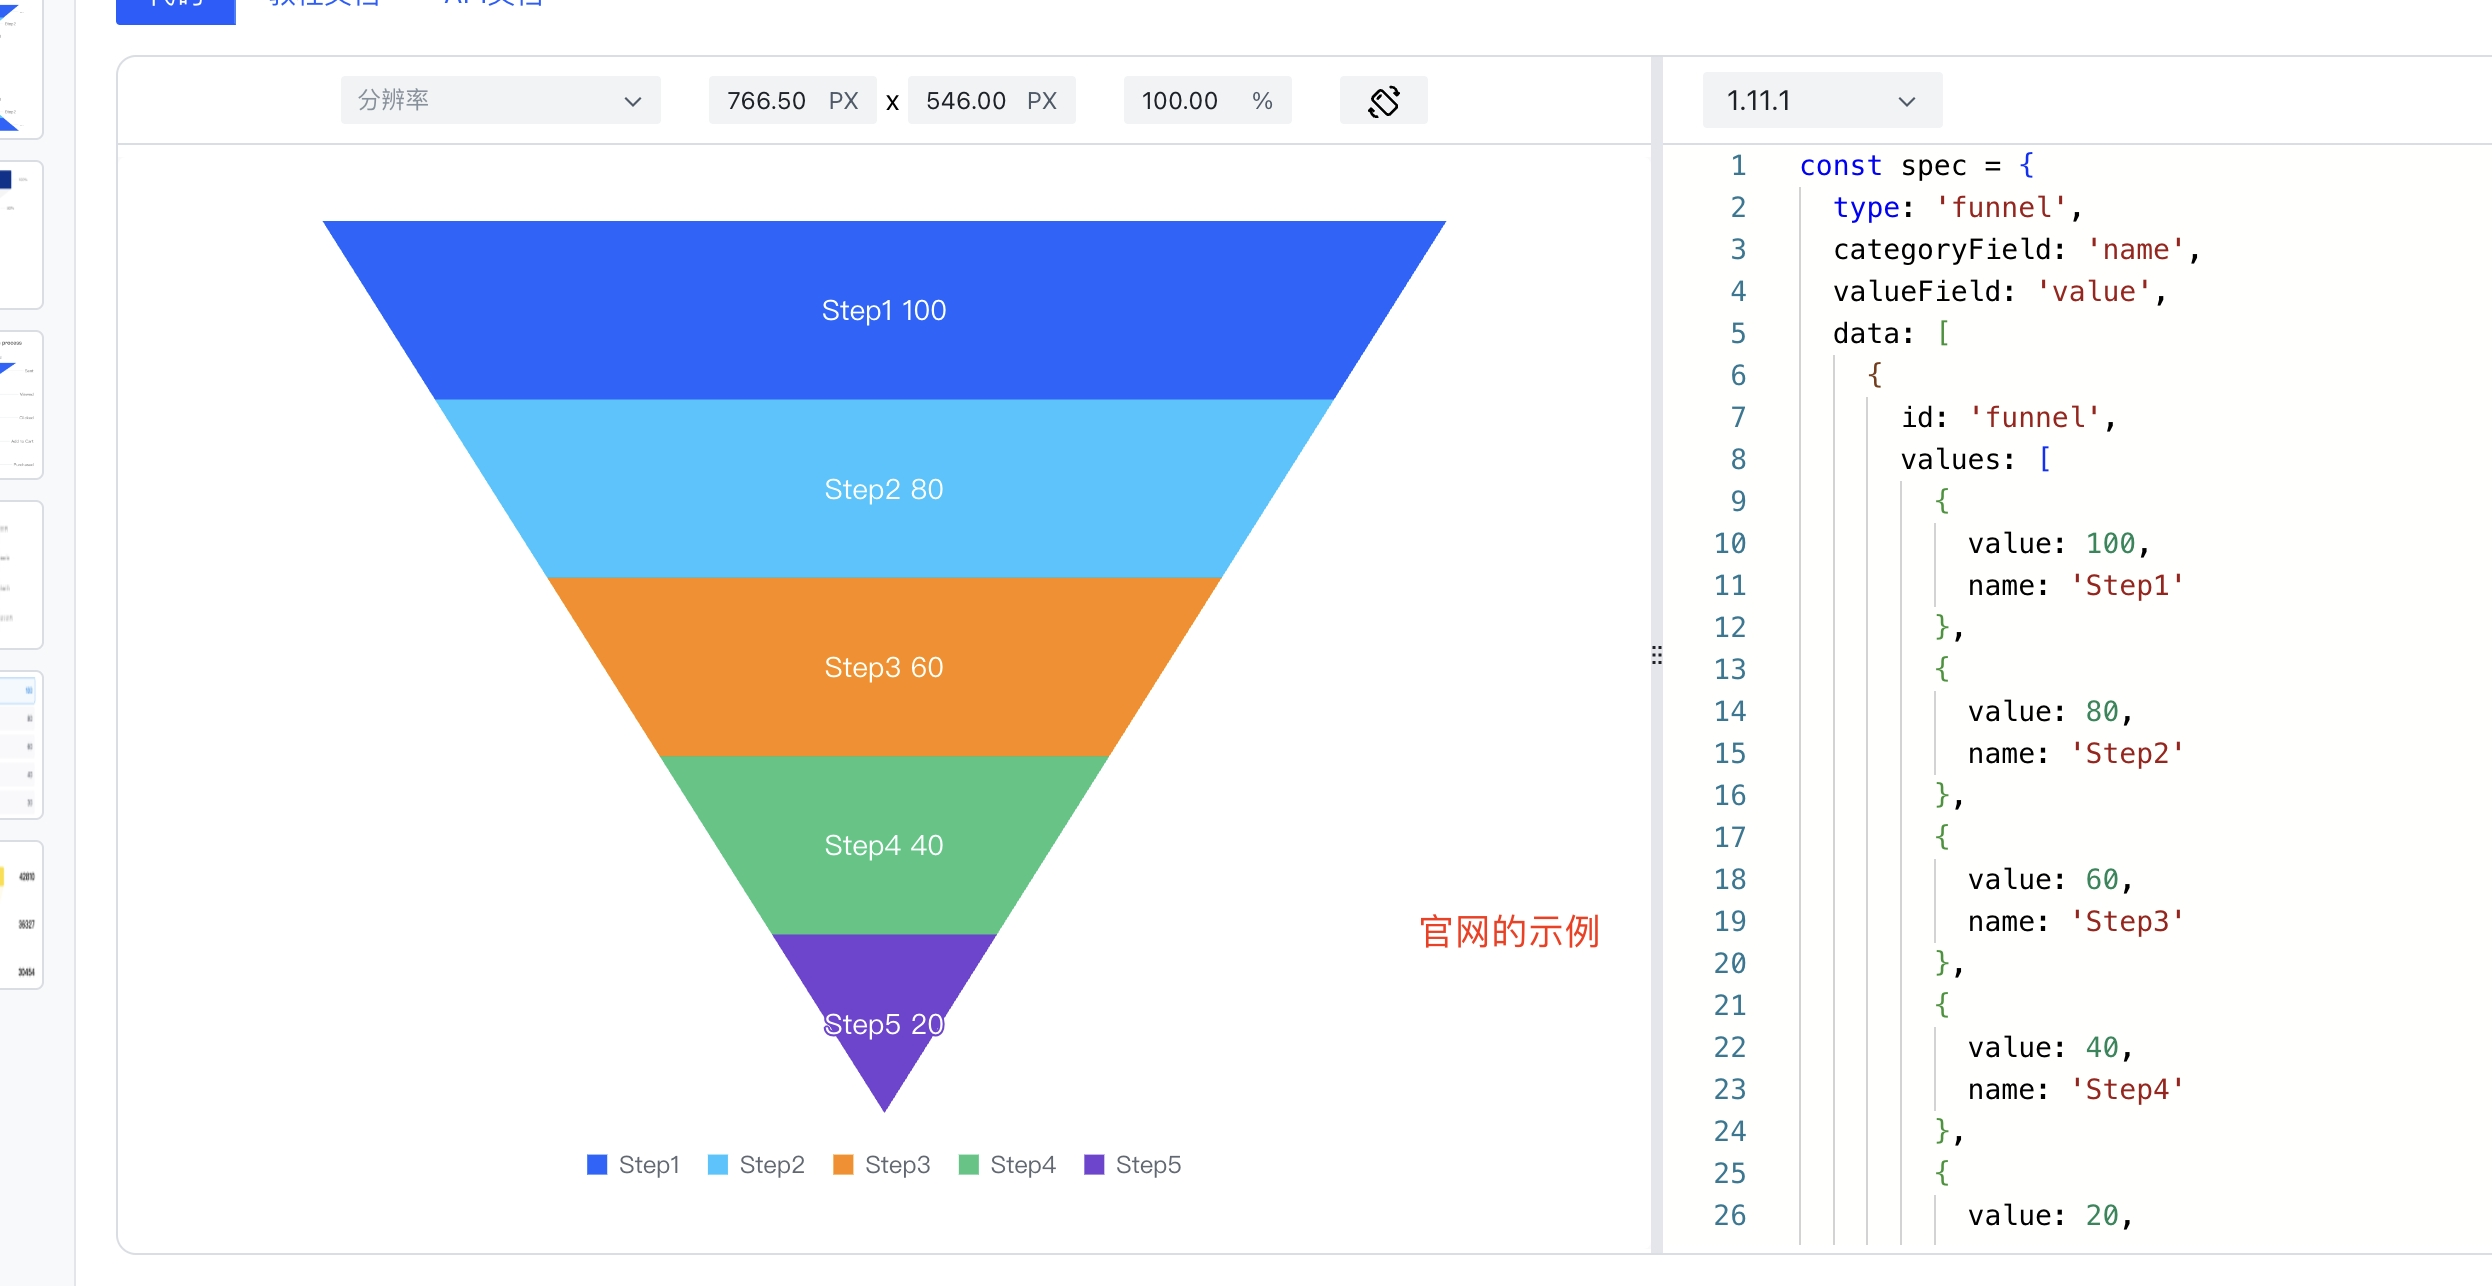 分辨率
766.50 PX x 546.00 PX
100.00 %
1.11.1
Step1 100
Step2 80
Step3 60
Step4 40
Step5 20
官网的示例
Step1 Step2 Step3 Step4 Step5
1 const spec = {
2 type: 'funnel',
3 categoryField: 'name',
4 valueField: 'value',
5 data: [
6 {
7 id: 'funnel',
8 values: [
9 {
10 value: 100,
11 name: 'Step1'
12 },
13 {
14 value: 80,
15 name: 'Step2'
16 },
17 {
18 value: 60,
19 name: 'Step3'
20 },
21 {
22 value: 40,
23 name: 'Step4'
24 },
25 {
26 value: 20,